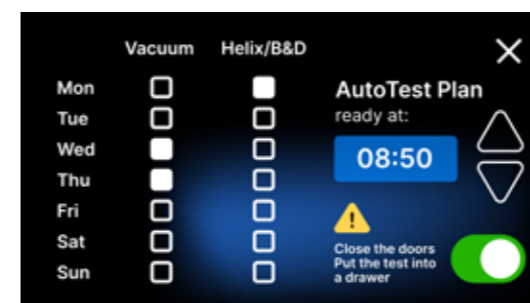 Vacuum Helix/B&D
Mon
Tue
Wed
Thu
Fri
Sat
Sun
AutoTest Plan
ready at:
08:50
Close the doors
Put the test into
a drawer